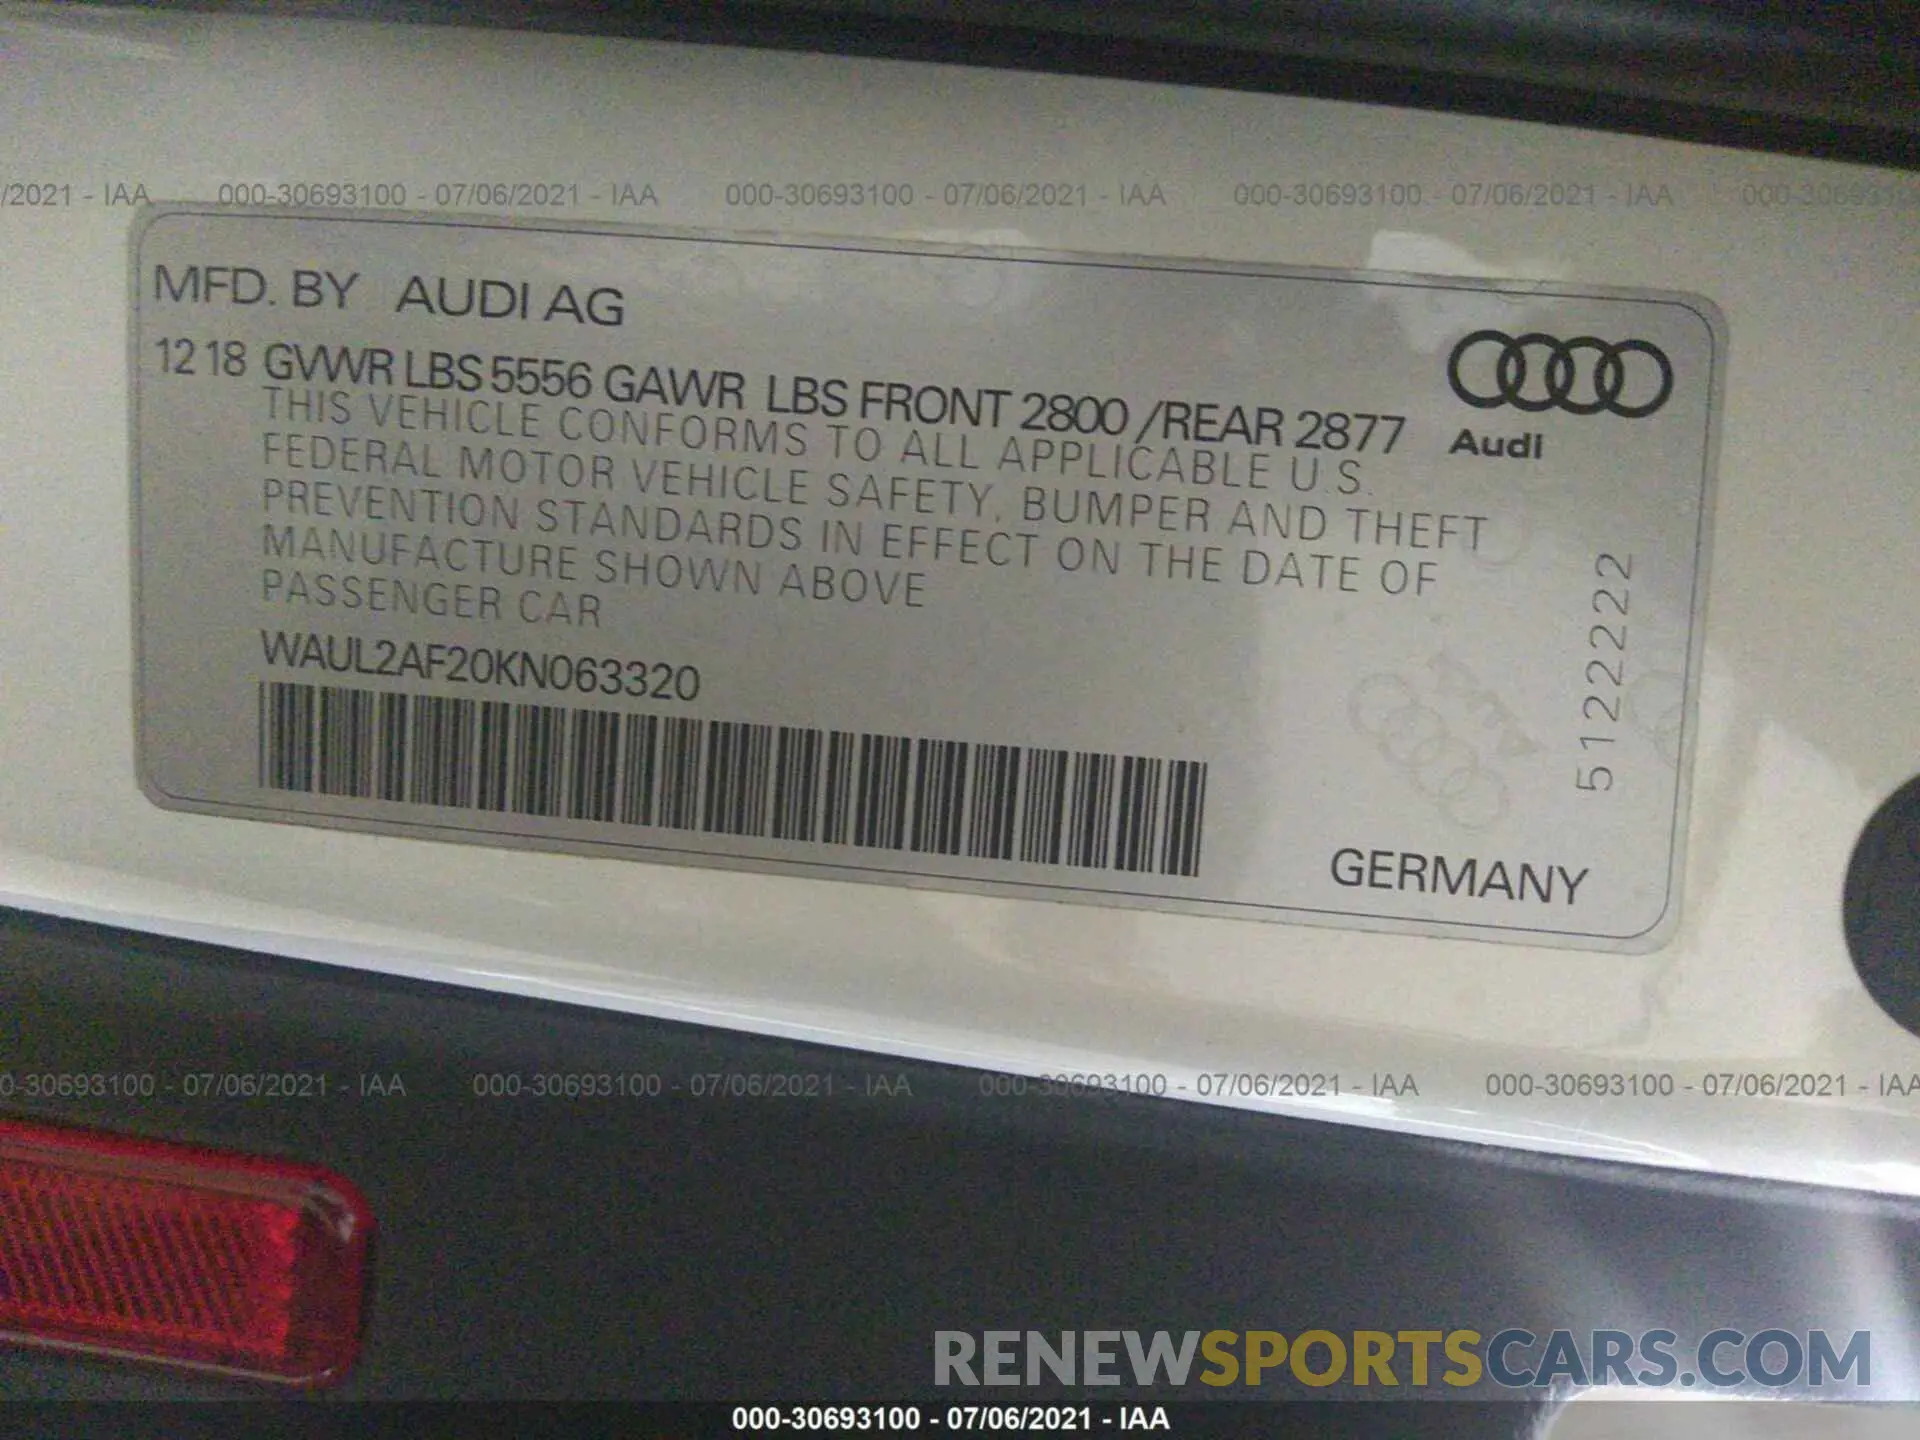 /2021 - IAA 000-30693100 - 07/06/2021 - IAA 000-30693100 - 07/06/2021 - IAA 000-30693100 - 07/06/2021 - IAA
MFD. BY AUDI AG
12 18 GVWR LBS 5556 GAWR LBS FRONT 2800 /REAR 2877
Audi
THIS VEHICLE CONFORMS TO ALL APPLICABLE U.S.
FEDERAL MOTOR VEHICLE SAFETY, BUMPER AND THEFT
PREVENTION STANDARDS IN EFFECT ON THE DATE OF
MANUFACTURE SHOWN ABOVE
PASSENGER CAR
WAUL2AF20KN063320
5122222
GERMANY
0-30693100 - 07/06/2021 - IAA 000-30693100 - 07/06/2021 - IAA 000-30693100 - 07/06/2021 - IAA 000-30693100 - 07/06/2021 - IAA
RENEWSPORTSCARS.COM
000-30693100 - 07/06/2021 - IAA